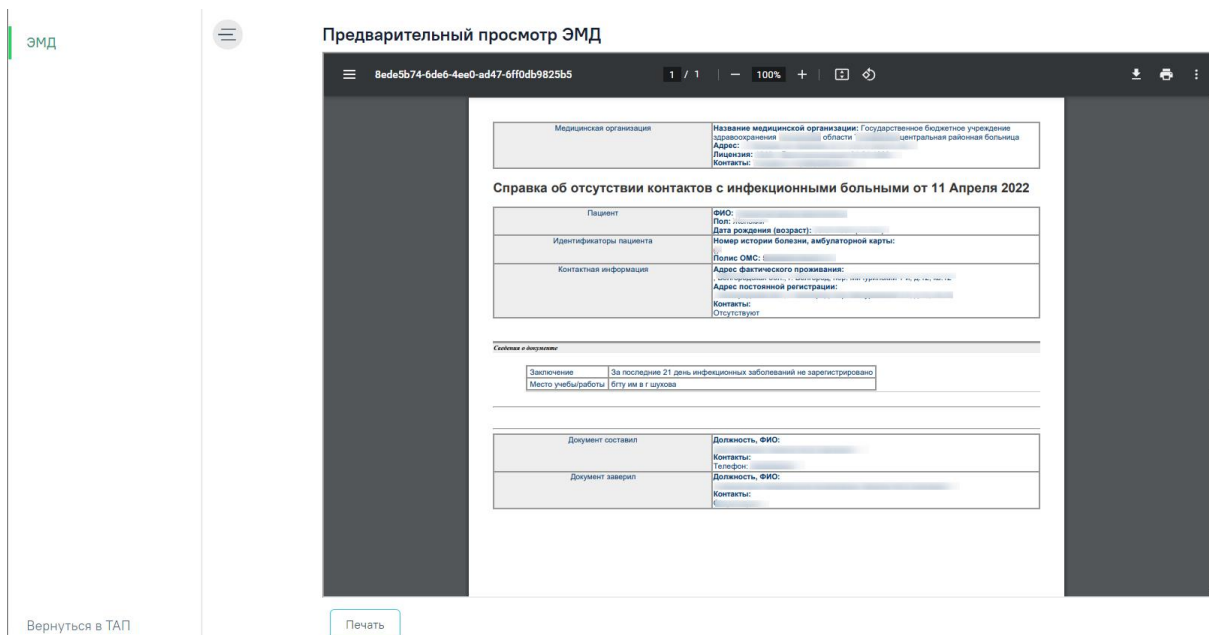 ЭМД
Предварительный просмотр ЭМД
8ede5b74-6de6-4ee0-ad47-6ff0db9825b5
1 / 1 | − 100% + |
Медицинская организация
Название медицинской организации: Государственное бюджетное учреждение
здравоохранения области центральная районная больница
Адрес:
Лицензия:
Контакты:
Справка об отсутствии контактов с инфекционными больными от 11 Апреля 2022
Пациент
ФИО:
Пол:
Дата рождения (возраст):
Идентификаторы пациента
Номер истории болезни, амбулаторной карты:
Полис ОМС:
Контактная информация
Адрес фактического проживания:
Адрес постоянной регистрации:
Контакты:
Отсутствуют
Сведения о документе
Заключение За последние 21 день инфекционных заболеваний не зарегистрировано
Место учебы/работы бгту им в г шухова
Документ составил
Должность, ФИО:
Контакты:
Телефон:
Документ заверил
Должность, ФИО:
Контакты:
Вернуться в ТАП
Печать